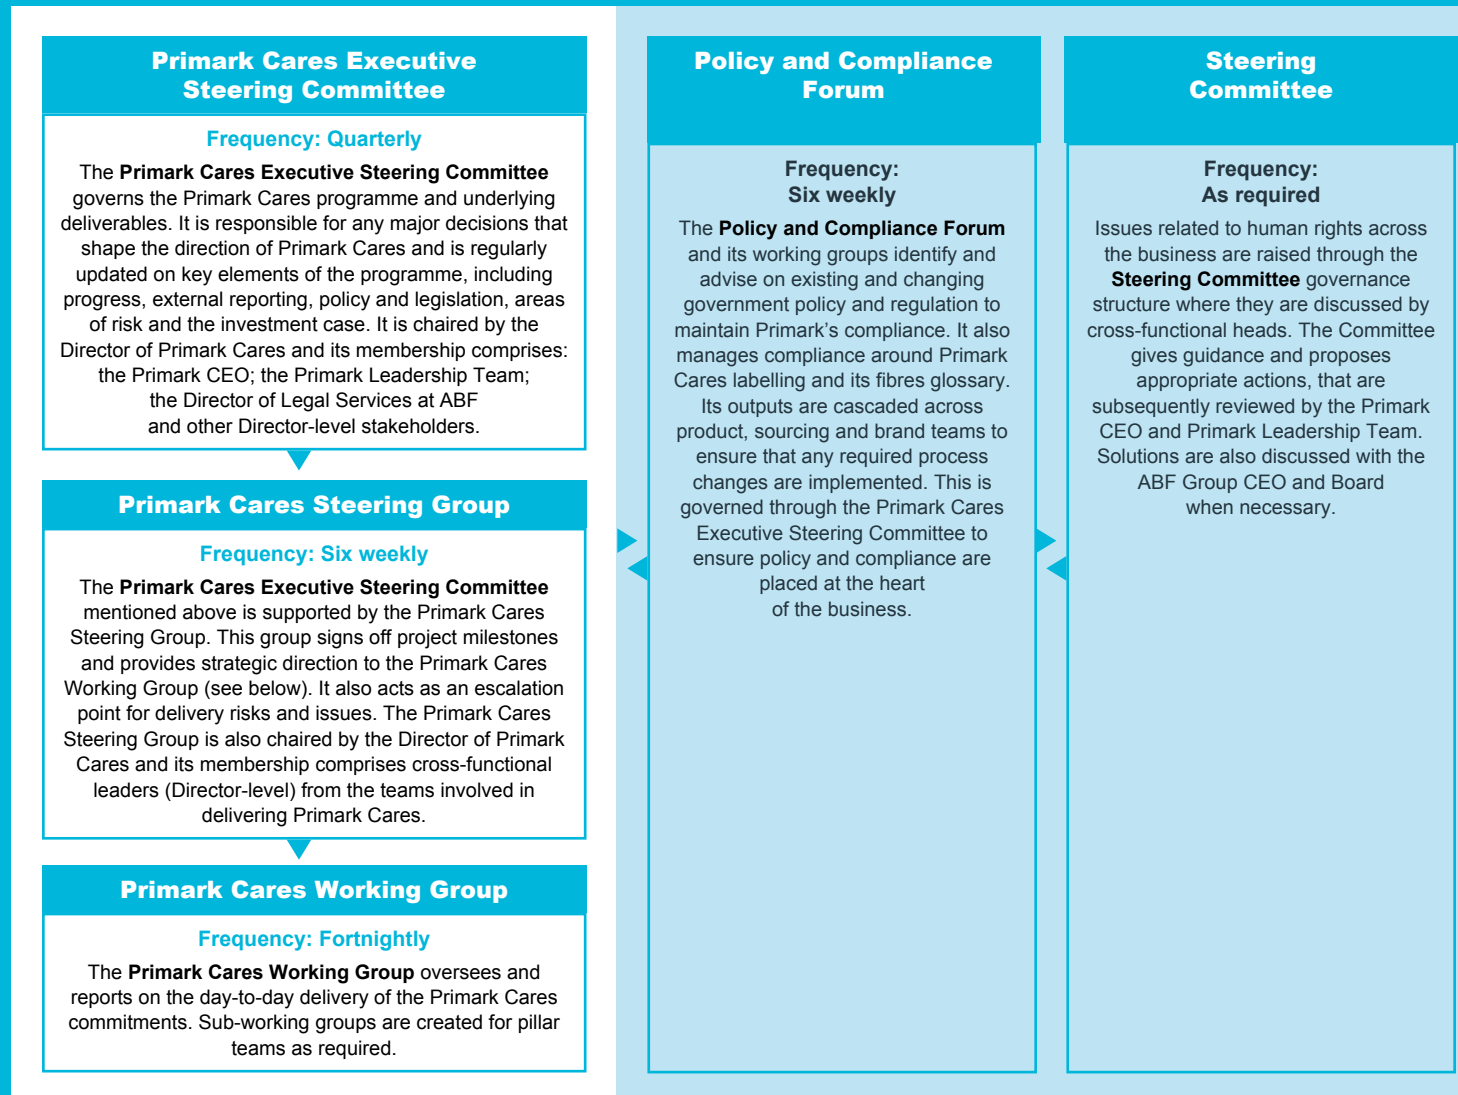 Primark Cares Executive
Steering Committee
Frequency: Quarterly
The Primark Cares Executive Steering Committee
governs the Primark Cares programme and underlying
deliverables. It is responsible for any major decisions that
shape the direction of Primark Cares and is regularly
updated on key elements of the programme, including
progress, external reporting, policy and legislation, areas
of risk and the investment case. It is chaired by the
Director of Primark Cares and its membership comprises:
the Primark CEO; the Primark Leadership Team;
the Director of Legal Services at ABF
and other Director-level stakeholders.
Primark Cares Steering Group
Frequency: Six weekly
The Primark Cares Executive Steering Committee
mentioned above is supported by the Primark Cares
Steering Group. This group signs off project milestones
and provides strategic direction to the Primark Cares
Working Group (see below). It also acts as an escalation
point for delivery risks and issues. The Primark Cares
Steering Group is also chaired by the Director of Primark
Cares and its membership comprises cross-functional
leaders (Director-level) from the teams involved in
delivering Primark Cares.
Primark Cares Working Group
Frequency: Fortnightly
The Primark Cares Working Group oversees and
reports on the day-to-day delivery of the Primark Cares
commitments. Sub-working groups are created for pillar
teams as required.
Policy and Compliance
Forum
Frequency:
Six weekly
The Policy and Compliance Forum
and its working groups identify and
advise on existing and changing
government policy and regulation to
maintain Primark's compliance. It also
manages compliance around Primark
Cares labelling and its fibres glossary.
Its outputs are cascaded across
product, sourcing and brand teams to
ensure that any required process
changes are implemented. This is
governed through the Primark Cares
Executive Steering Committee to
ensure policy and compliance are
placed at the heart
of the business.
Steering
Committee
Frequency:
As required
Issues related to human rights across
the business are raised through the
Steering Committee governance
structure where they are discussed by
cross-functional heads. The Committee
gives guidance and proposes
appropriate actions, that are
subsequently reviewed by the Primark
CEO and Primark Leadership Team.
Solutions are also discussed with the
ABF Group CEO and Board
when necessary.